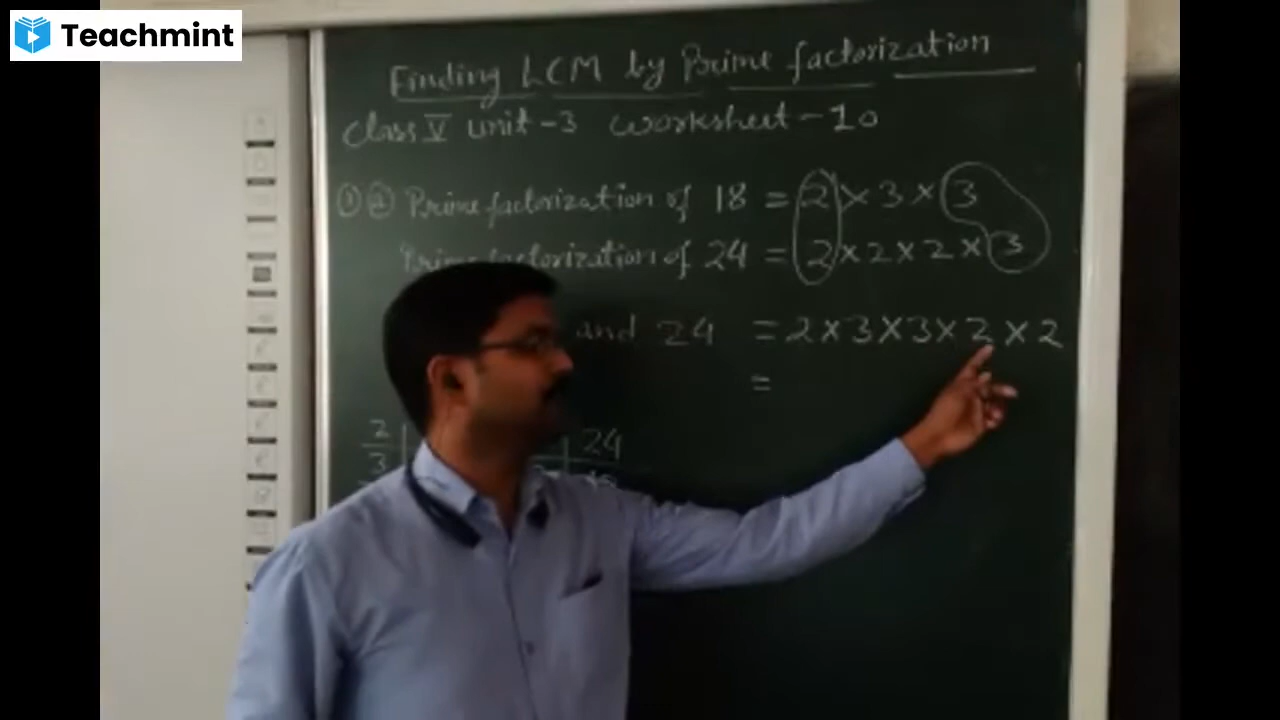 Teachmint
Finding LCM by Prime factorization
Class V unit-3 worksheet-10
① ⓐ Prime factorization of 18 = 2 × 3 × 3
Prime factorization of 24 = 2 × 2 × 2 × 3
and 24 = 2 × 3 × 3 × 2 × 2
=
2 24
3